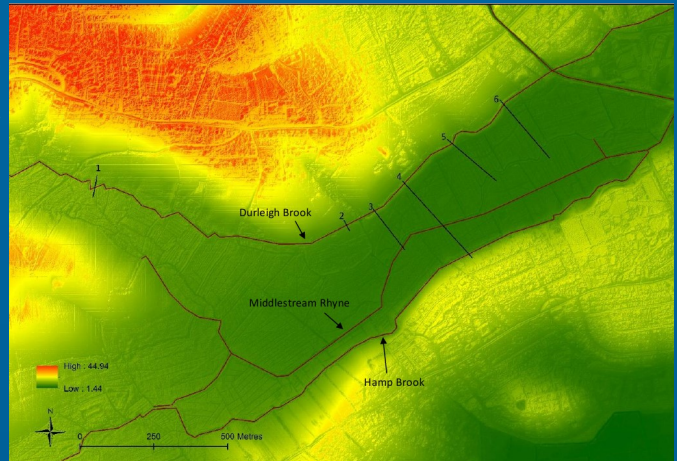 6
5
1
4
3
2
Durleigh Brook
Middlestream Rhyne
High : 44.94
Low : 1.44
Hamp Brook
N
0 250 500 Metres